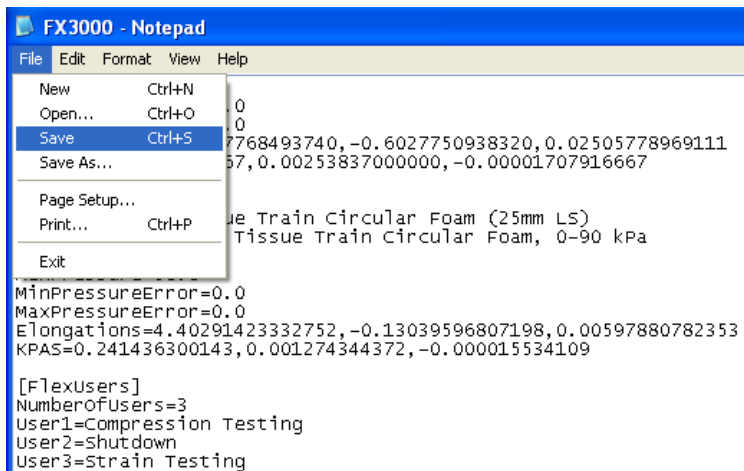 FX3000 - Notepad
File Edit Format View Help
New Ctrl+N
Open... Ctrl+O
Save Ctrl+S
Save As...
Page Setup...
Print... Ctrl+P
Exit
.0
.0
7768493740,-0.6027750938320,0.02505778969111
67,0.00253837000000,-0.00001707916667
ue Train Circular Foam (25mm LS)
Tissue Train Circular Foam, 0-90 kPa
MinPressureError=0.0
MaxPressureError=0.0
Elongations=4.40291423332752,-0.13039596807198,0.00597880782353
KPAS=0.241436300143,0.001274344372,-0.000015534109
[FlexUsers]
NumberOfUsers=3
User1=Compression Testing
User2=Shutdown
User3=Strain Testing